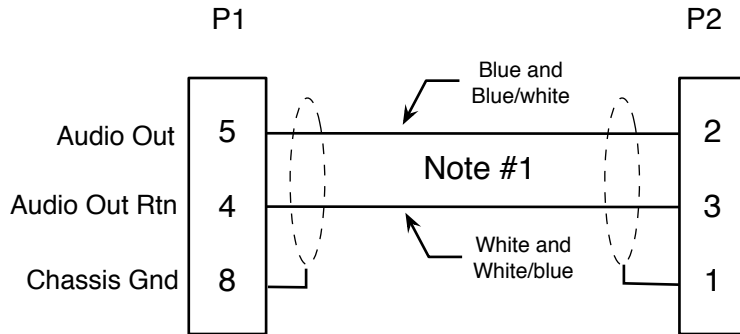 P1
P2
Blue and
Blue/white
Audio Out
5
2
Note #1
Audio Out Rtn
4
3
White and
White/blue
Chassis Gnd
8
1